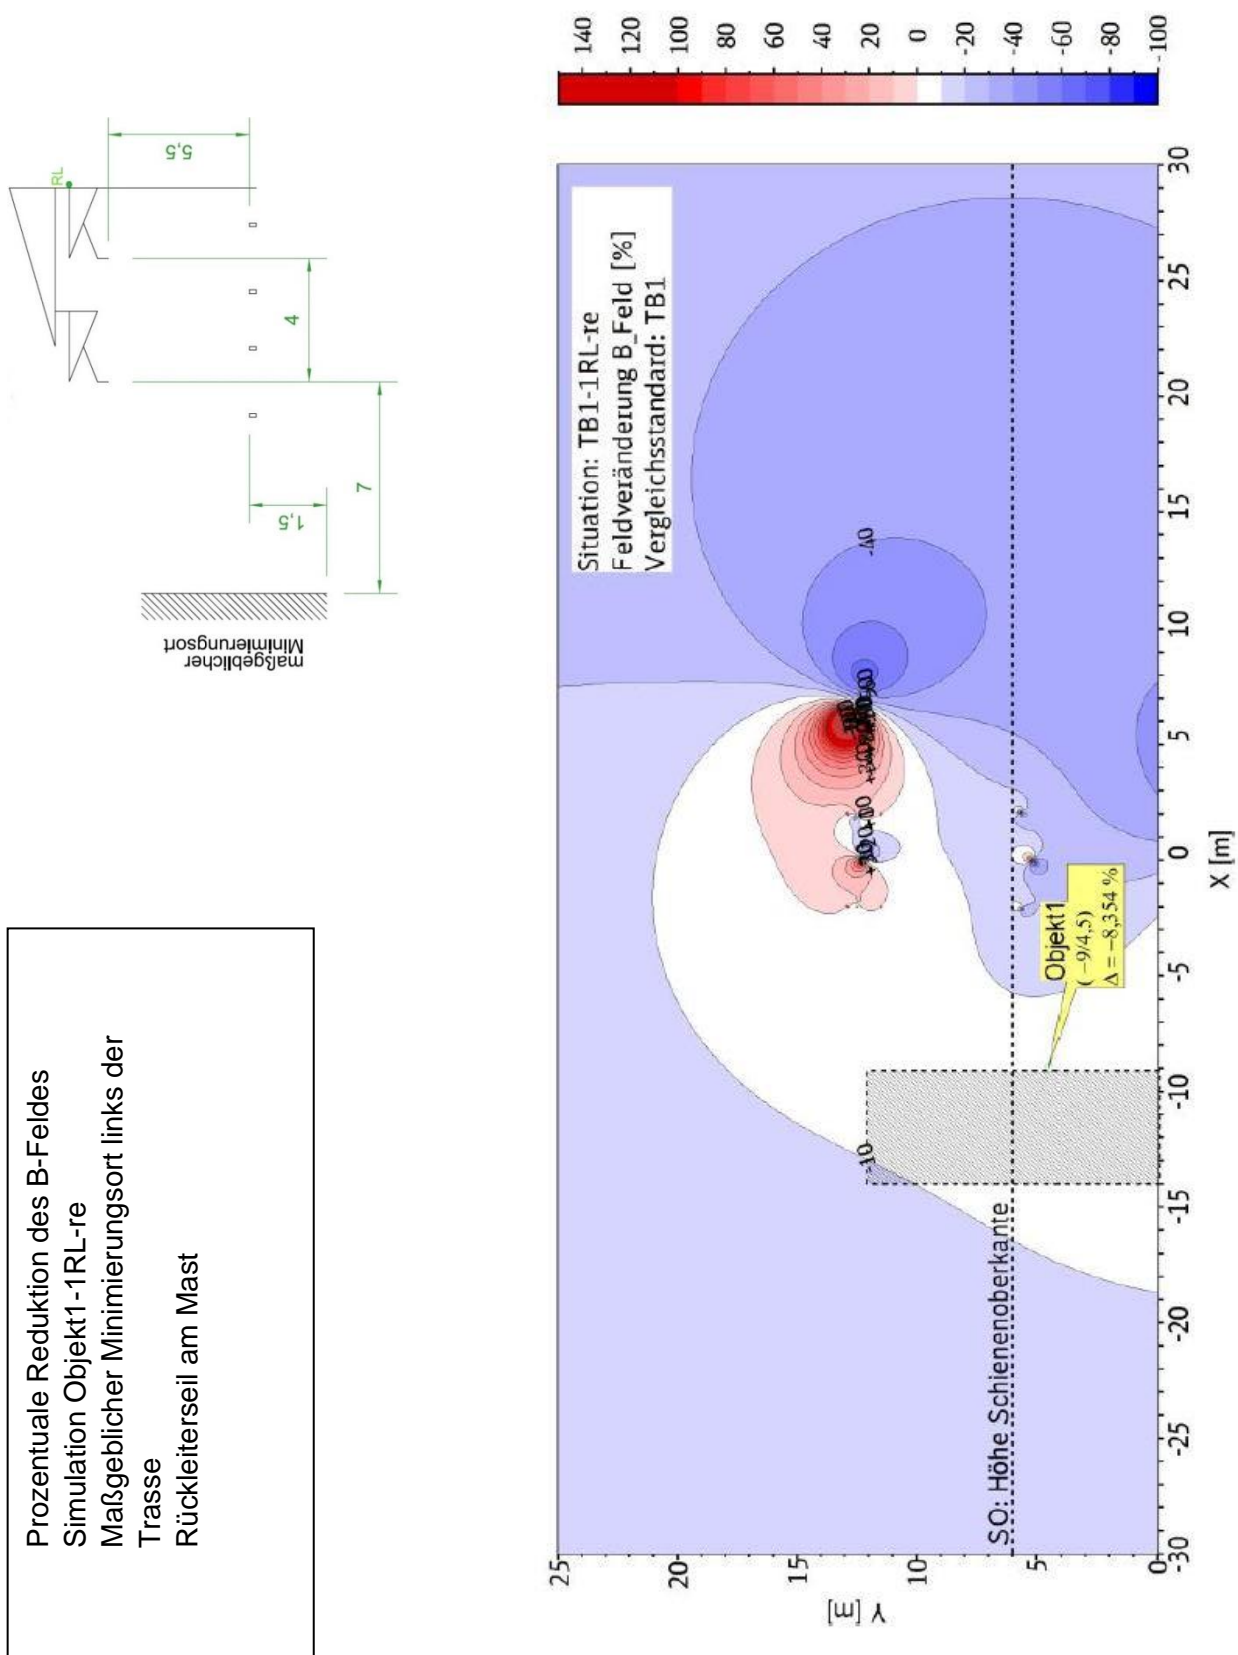 Prozentuale Reduktion des B-Feldes
Simulation Objekt1-1RL-re
Maßgeblicher Minimierungsort links der
Trasse
Rückleiterseil am Mast
maßgeblicher
Minimierungsort
1,5
7
4
5,5
RL
Situation: TB1-1RL-re
Feldveränderung B_Feld [%]
Vergleichsstandard: TB1
140
120
100
80
60
40
20
0
-20
-40
-60
-80
-100
25
20
15
10
5
0
Y [m]
-30
-25
-20
-15
-10
-5
0
5
10
15
20
25
30
X [m]
SO: Höhe Schienenoberkante
-10
-40
Objekt1
(−9/4,5)
Δ = −8,354 %